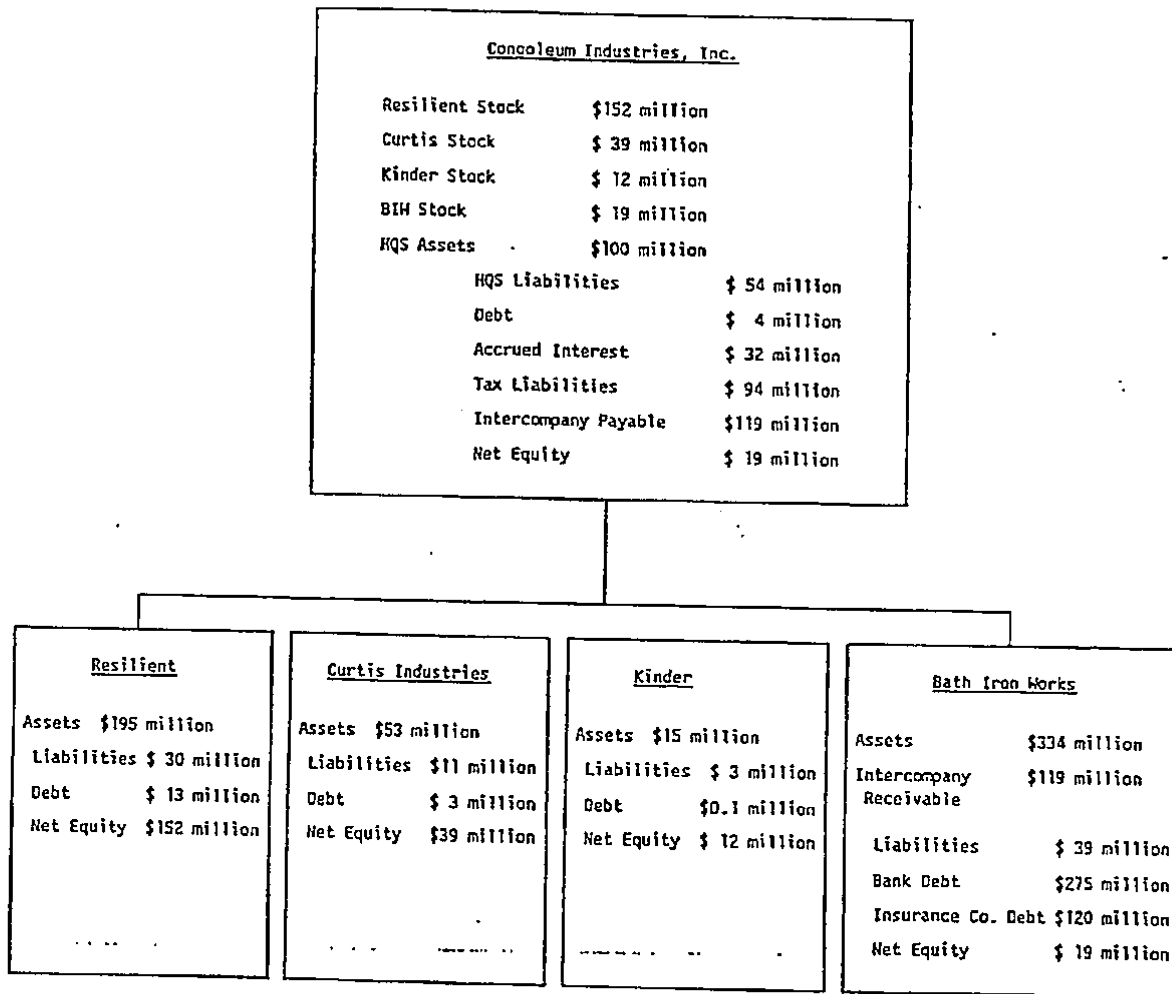 Congoleum Industries, Inc.
Resilient Stock $152 million
Curtis Stock $ 39 million
Kinder Stock $ 12 million
BIW Stock $ 19 million
HQS Assets $100 million
HQS Liabilities $ 54 million
Debt $ 4 million
Accrued Interest $ 32 million
Tax Liabilities $ 94 million
Intercompany Payable $119 million
Net Equity $ 19 million
Resilient
Assets $195 million
Liabilities $ 30 million
Debt $ 13 million
Net Equity $152 million
Curtis Industries
Assets $53 million
Liabilities $11 million
Debt $ 3 million
Net Equity $39 million
Kinder
Assets $15 million
Liabilities $ 3 million
Debt $0.1 million
Net Equity $ 12 million
Bath Iron Works
Assets $334 million
Intercompany $119 million
Receivable
Liabilities $ 39 million
Bank Debt $275 million
Insurance Co. Debt $120 million
Net Equity $ 19 million